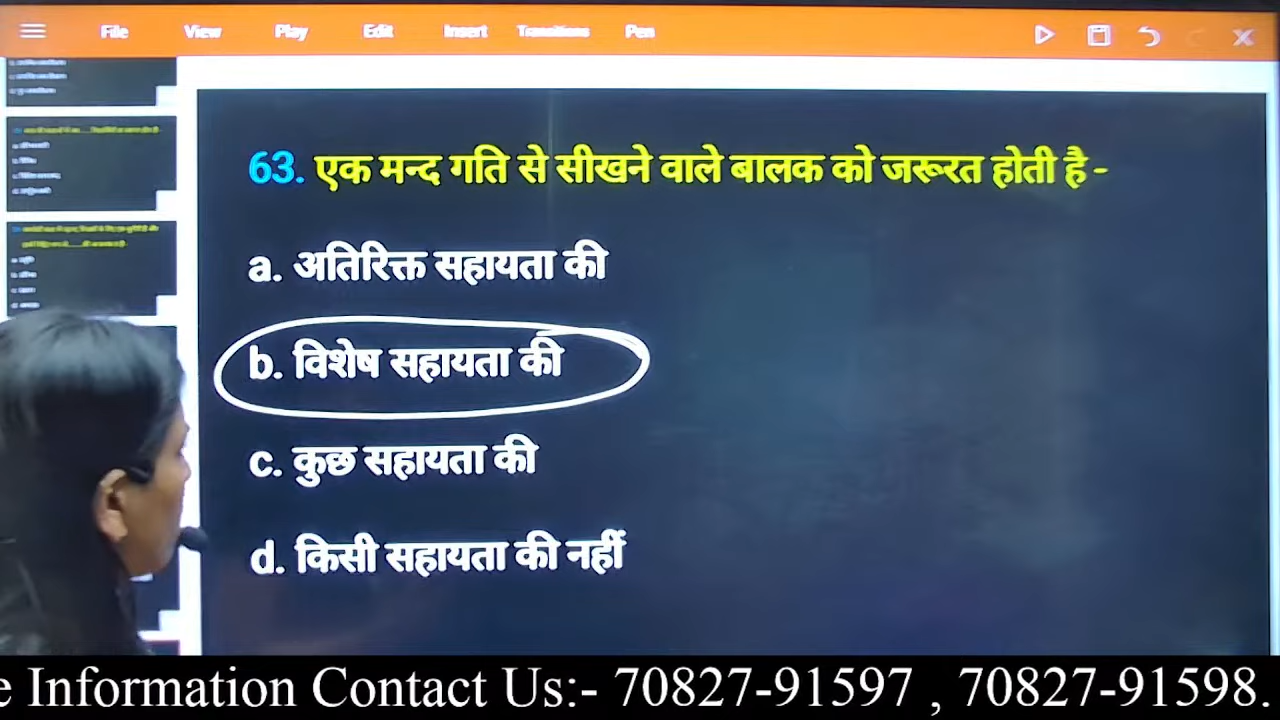 File View Play Edit Insert Transitions Pen
63. एक मन्द गति से सीखने वाले बालक को जरूरत होती है -
a. अतिरिक्त सहायता की
b. विशेष सहायता की
c. कुछ सहायता की
d. किसी सहायता की नहीं
e Information Contact Us:- 70827-91597 , 70827-91598.